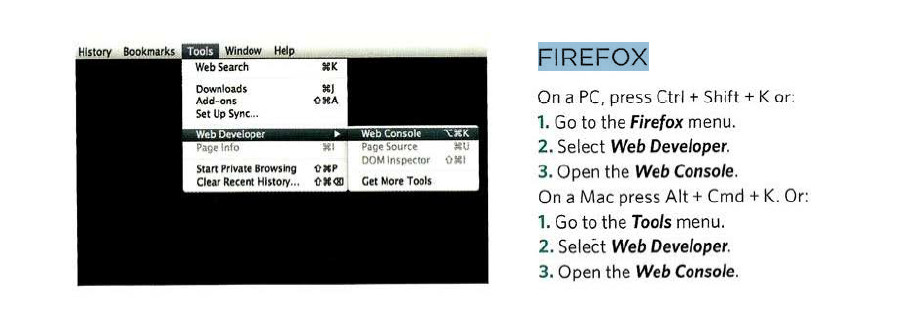 History Bookmarks Tools Window Help
Web Search ⌘K
Downloads ⌘J
Add-ons ⇧⌘A
Set Up Sync...
Web Developer ▶
Page Info ⌘I
Start Private Browsing ⇧⌘P
Clear Recent History... ⇧⌘⌫
Web Console ⌥⌘K
Page Source ⌘U
DOM Inspector ⇧⌘I
Get More Tools
FIREFOX
On a PC, press Ctrl + Shift + K or:
1. Go to the Firefox menu.
2. Select Web Developer.
3. Open the Web Console.
On a Mac press Alt + Cmd + K. Or:
1. Go to the Tools menu.
2. Select Web Developer.
3. Open the Web Console.